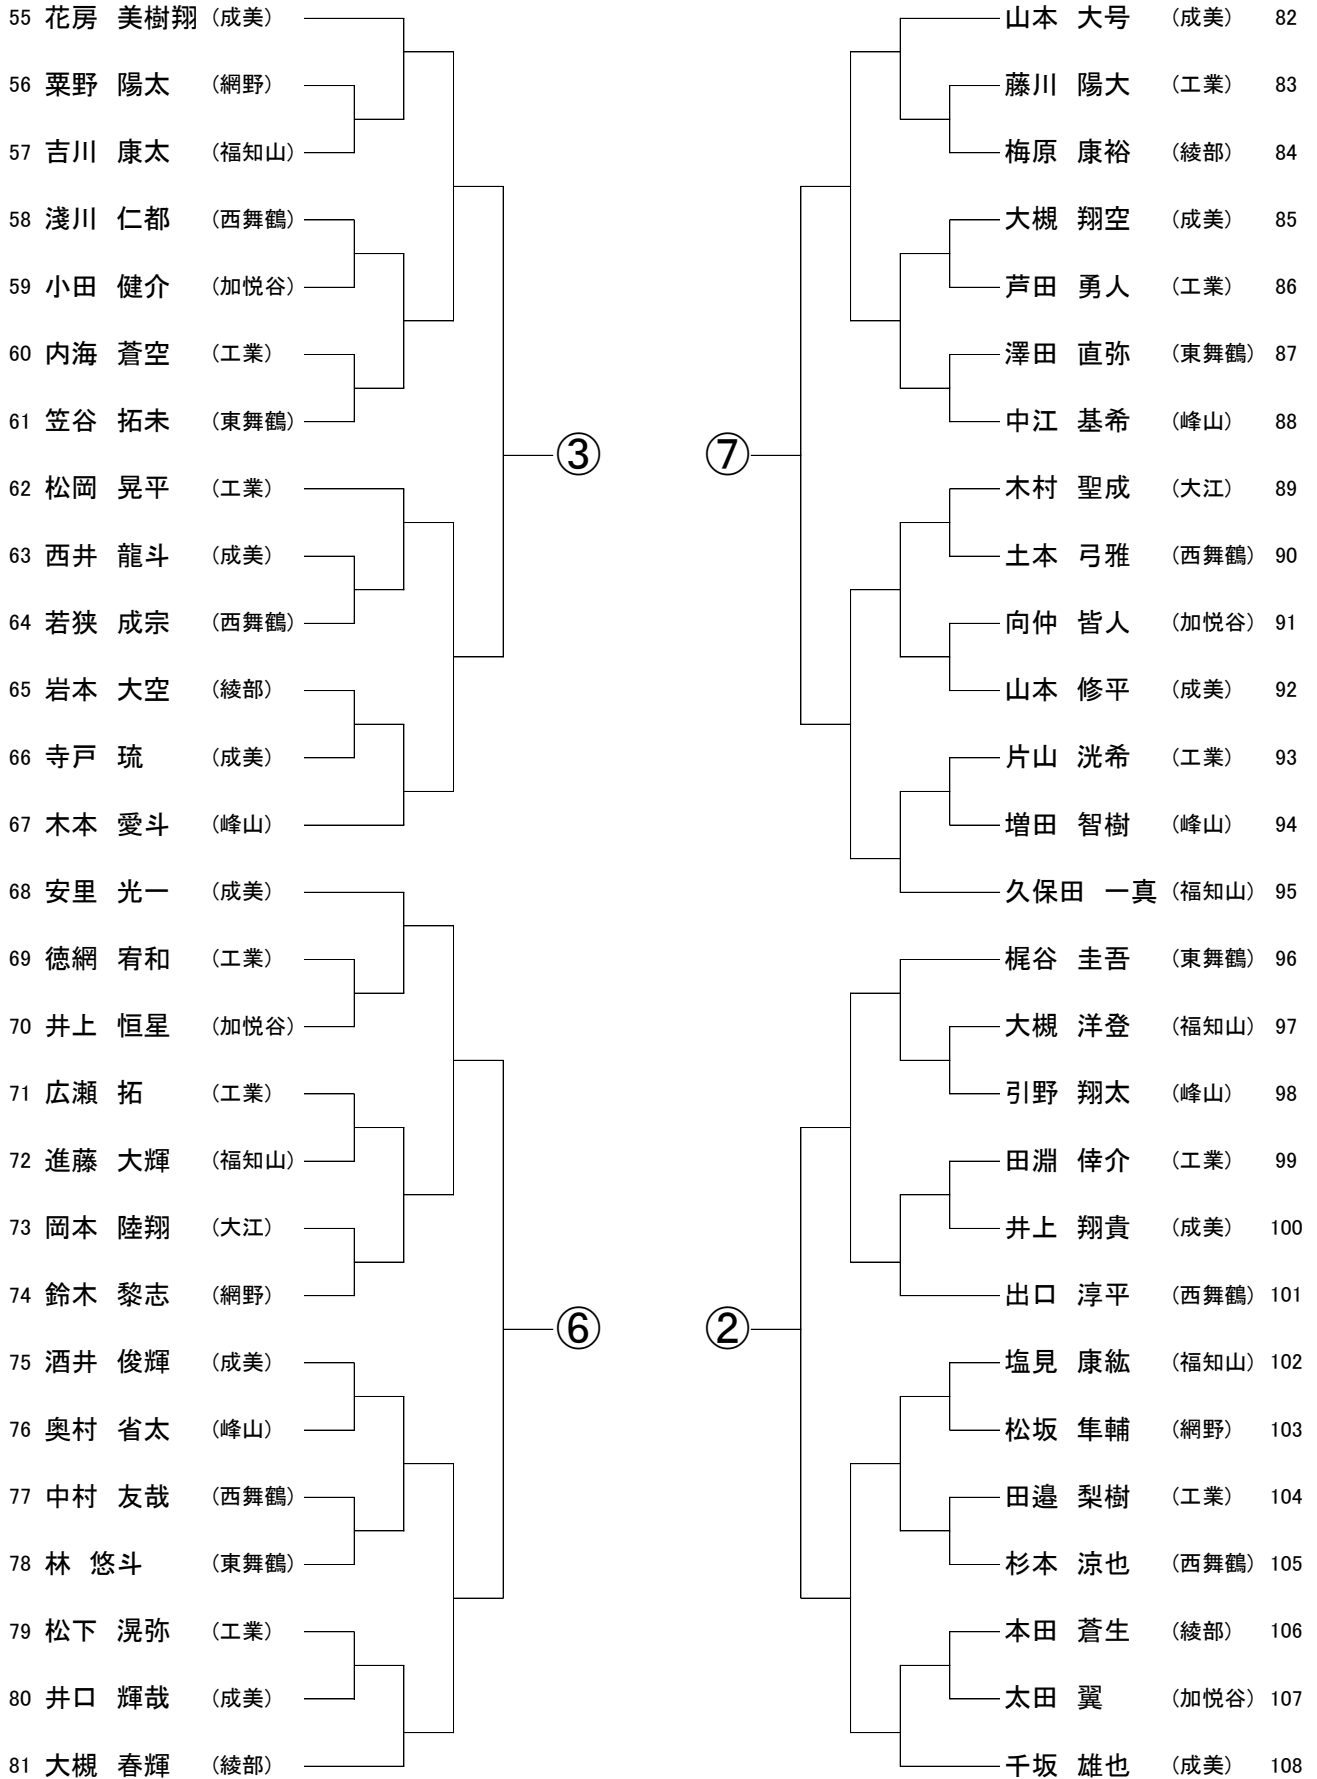 55 花房 美樹翔 (成美)
56 粟野 陽太 (網野)
57 吉川 康太 (福知山)
58 淺川 仁都 (西舞鶴)
59 小田 健介 (加悦谷)
60 内海 蒼空 (工業)
61 笠谷 拓未 (東舞鶴)
③
62 松岡 晃平 (工業)
63 西井 龍斗 (成美)
64 若狭 成宗 (西舞鶴)
65 岩本 大空 (綾部)
66 寺戸 琉 (成美)
67 木本 愛斗 (峰山)
68 安里 光一 (成美)
69 徳網 宥和 (工業)
70 井上 恒星 (加悦谷)
71 広瀬 拓 (工業)
72 進藤 大輝 (福知山)
73 岡本 陸翔 (大江)
74 鈴木 黎志 (網野)
⑥
75 酒井 俊輝 (成美)
76 奥村 省太 (峰山)
77 中村 友哉 (西舞鶴)
78 林 悠斗 (東舞鶴)
79 松下 滉弥 (工業)
80 井口 輝哉 (成美)
81 大槻 春輝 (綾部)
山本 大号 (成美) 82
藤川 陽大 (工業) 83
梅原 康裕 (綾部) 84
大槻 翔空 (成美) 85
芦田 勇人 (工業) 86
澤田 直弥 (東舞鶴) 87
中江 基希 (峰山) 88
⑦
木村 聖成 (大江) 89
土本 弓雅 (西舞鶴) 90
向仲 皆人 (加悦谷) 91
山本 修平 (成美) 92
片山 洸希 (工業) 93
増田 智樹 (峰山) 94
久保田 一真 (福知山) 95
梶谷 圭吾 (東舞鶴) 96
大槻 洋登 (福知山) 97
引野 翔太 (峰山) 98
田淵 倖介 (工業) 99
井上 翔貴 (成美) 100
出口 淳平 (西舞鶴) 101
②
塩見 康紘 (福知山) 102
松坂 隼輔 (網野) 103
田邉 梨樹 (工業) 104
杉本 涼也 (西舞鶴) 105
本田 蒼生 (綾部) 106
太田 翼 (加悦谷) 107
千坂 雄也 (成美) 108